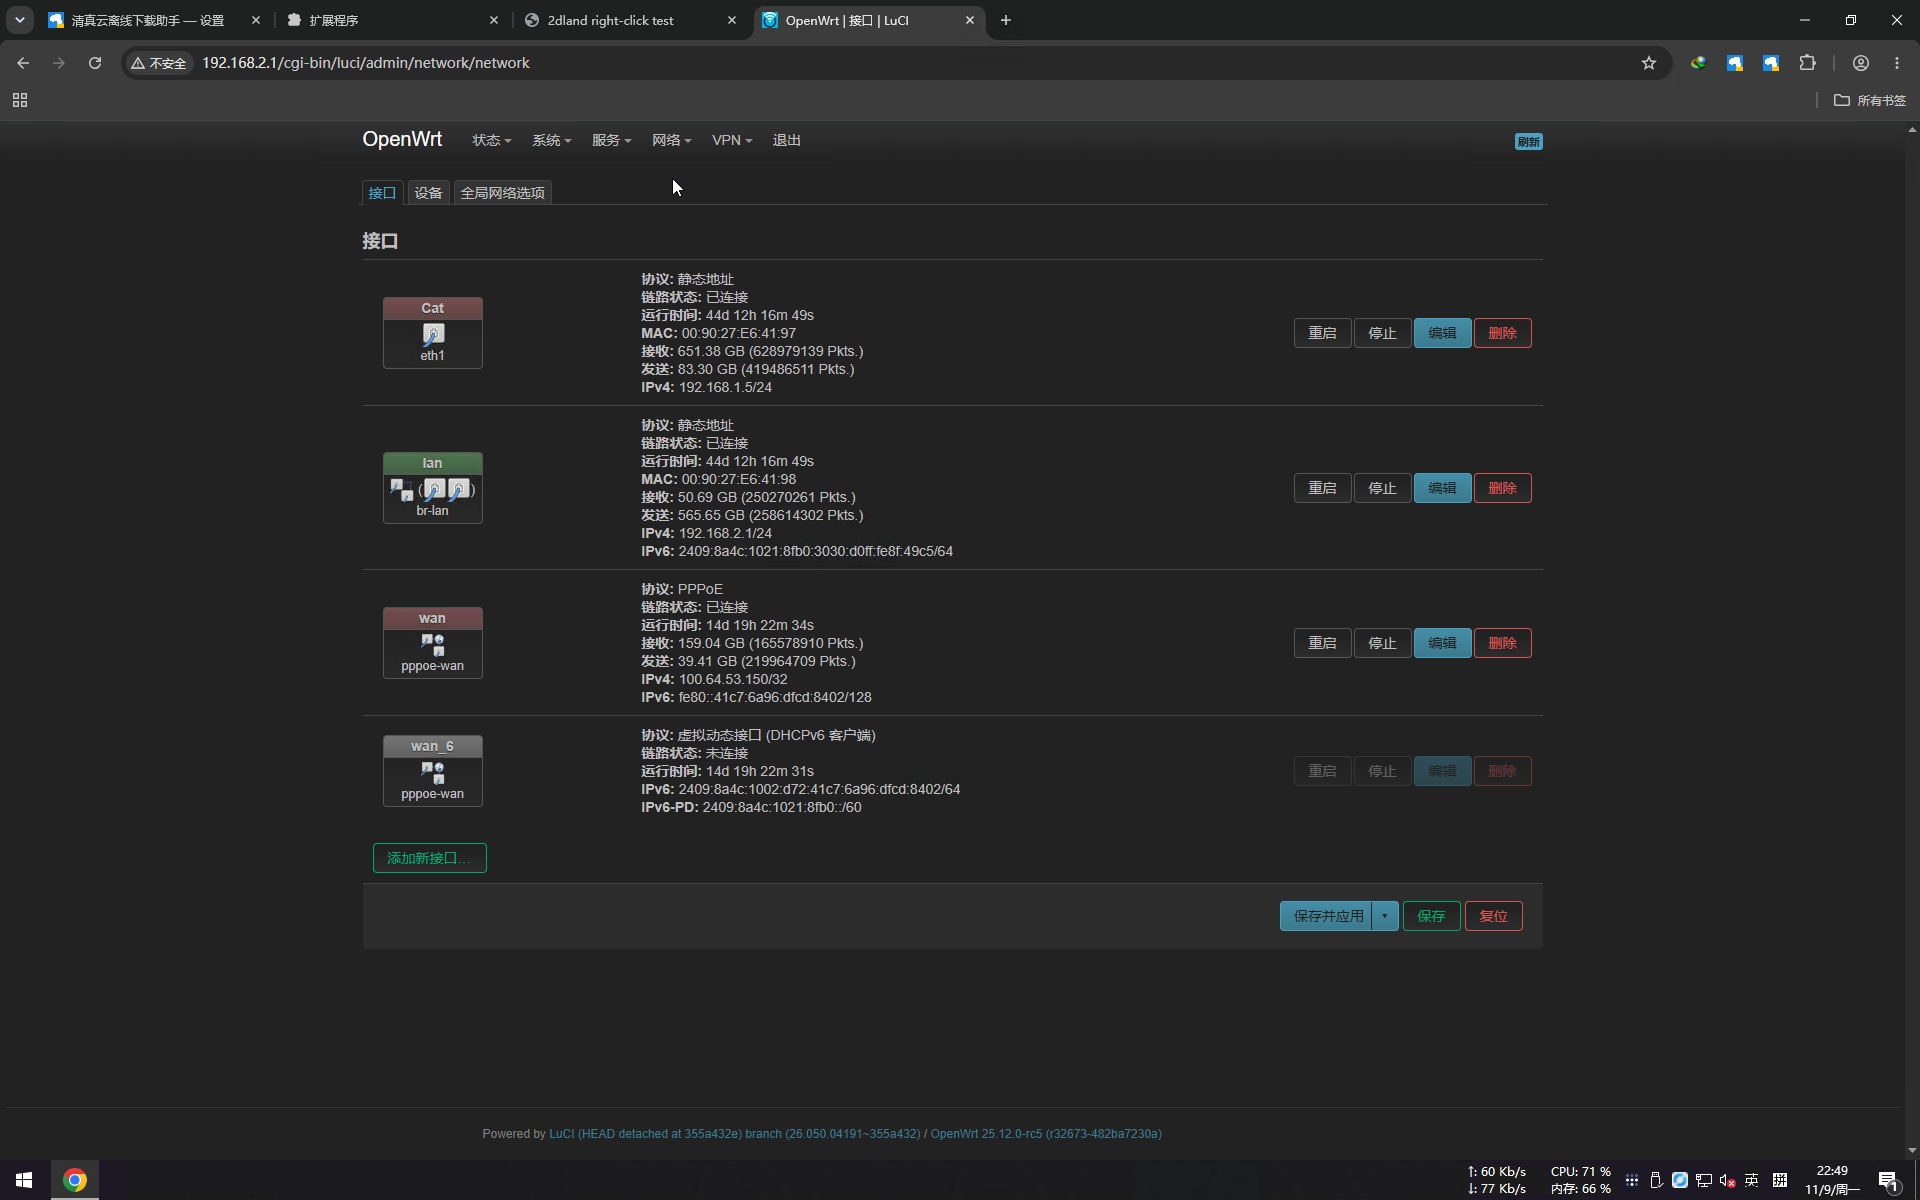 清真云离线下载助手 — 设置
扩展程序
2dland right-click test
OpenWrt | 接口 | LuCI
不安全
192.168.2.1/cgi-bin/luci/admin/network/network
所有书签
OpenWrt 状态 系统 服务 网络 VPN 退出 刷新
接口 设备 全局网络选项
接口
Cat
eth1
协议: 静态地址
链路状态: 已连接
运行时间: 44d 12h 16m 49s
MAC: 00:90:27:E6:41:97
接收: 651.38 GB (628979139 Pkts.)
发送: 83.30 GB (419486511 Pkts.)
IPv4: 192.168.1.5/24
重启 停止 编辑 删除
lan
br-lan
协议: 静态地址
链路状态: 已连接
运行时间: 44d 12h 16m 49s
MAC: 00:90:27:E6:41:98
接收: 50.69 GB (250270261 Pkts.)
发送: 565.65 GB (258614302 Pkts.)
IPv4: 192.168.2.1/24
IPv6: 2409:8a4c:1021:8fb0:3030:d0ff:fe8f:49c5/64
重启 停止 编辑 删除
wan
pppoe-wan
协议: PPPoE
链路状态: 已连接
运行时间: 14d 19h 22m 34s
接收: 159.04 GB (165578910 Pkts.)
发送: 39.41 GB (219964709 Pkts.)
IPv4: 100.64.53.150/32
IPv6: fe80::41c7:6a96:dfcd:8402/128
重启 停止 编辑 删除
wan_6
pppoe-wan
协议: 虚拟动态接口 (DHCPv6 客户端)
链路状态: 未连接
运行时间: 14d 19h 22m 31s
IPv6: 2409:8a4c:1002:d72:41c7:6a96:dfcd:8402/64
IPv6-PD: 2409:8a4c:1021:8fb0::/60
重启 停止 编辑 删除
添加新接口...
保存并应用 保存 复位
Powered by LuCI (HEAD detached at 355a432e) branch (26.050.04191~355a432) / OpenWrt 25.12.0-rc5 (r32673-482ba7230a)
↑: 60 Kb/s
↓: 77 Kb/s
CPU: 71 %
内存: 66 %
英
拼
22:49
11/9/周一
1